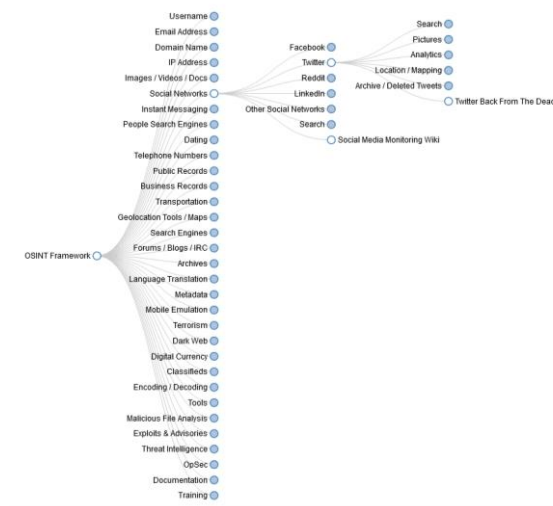 OSINT Framework
Username
Email Address
Domain Name
IP Address
Images / Videos / Docs
Social Networks
Instant Messaging
People Search Engines
Dating
Telephone Numbers
Public Records
Business Records
Transportation
Geolocation Tools / Maps
Search Engines
Forums / Blogs / IRC
Archives
Language Translation
Metadata
Mobile Emulation
Terrorism
Dark Web
Digital Currency
Classifieds
Encoding / Decoding
Tools
Malicious File Analysis
Exploits & Advisories
Threat Intelligence
OpSec
Documentation
Training
Facebook
Twitter
Reddit
LinkedIn
Other Social Networks
Search
Social Media Monitoring Wiki
Search
Pictures
Analytics
Location / Mapping
Archive / Deleted Tweets
Twitter Back From The Dead